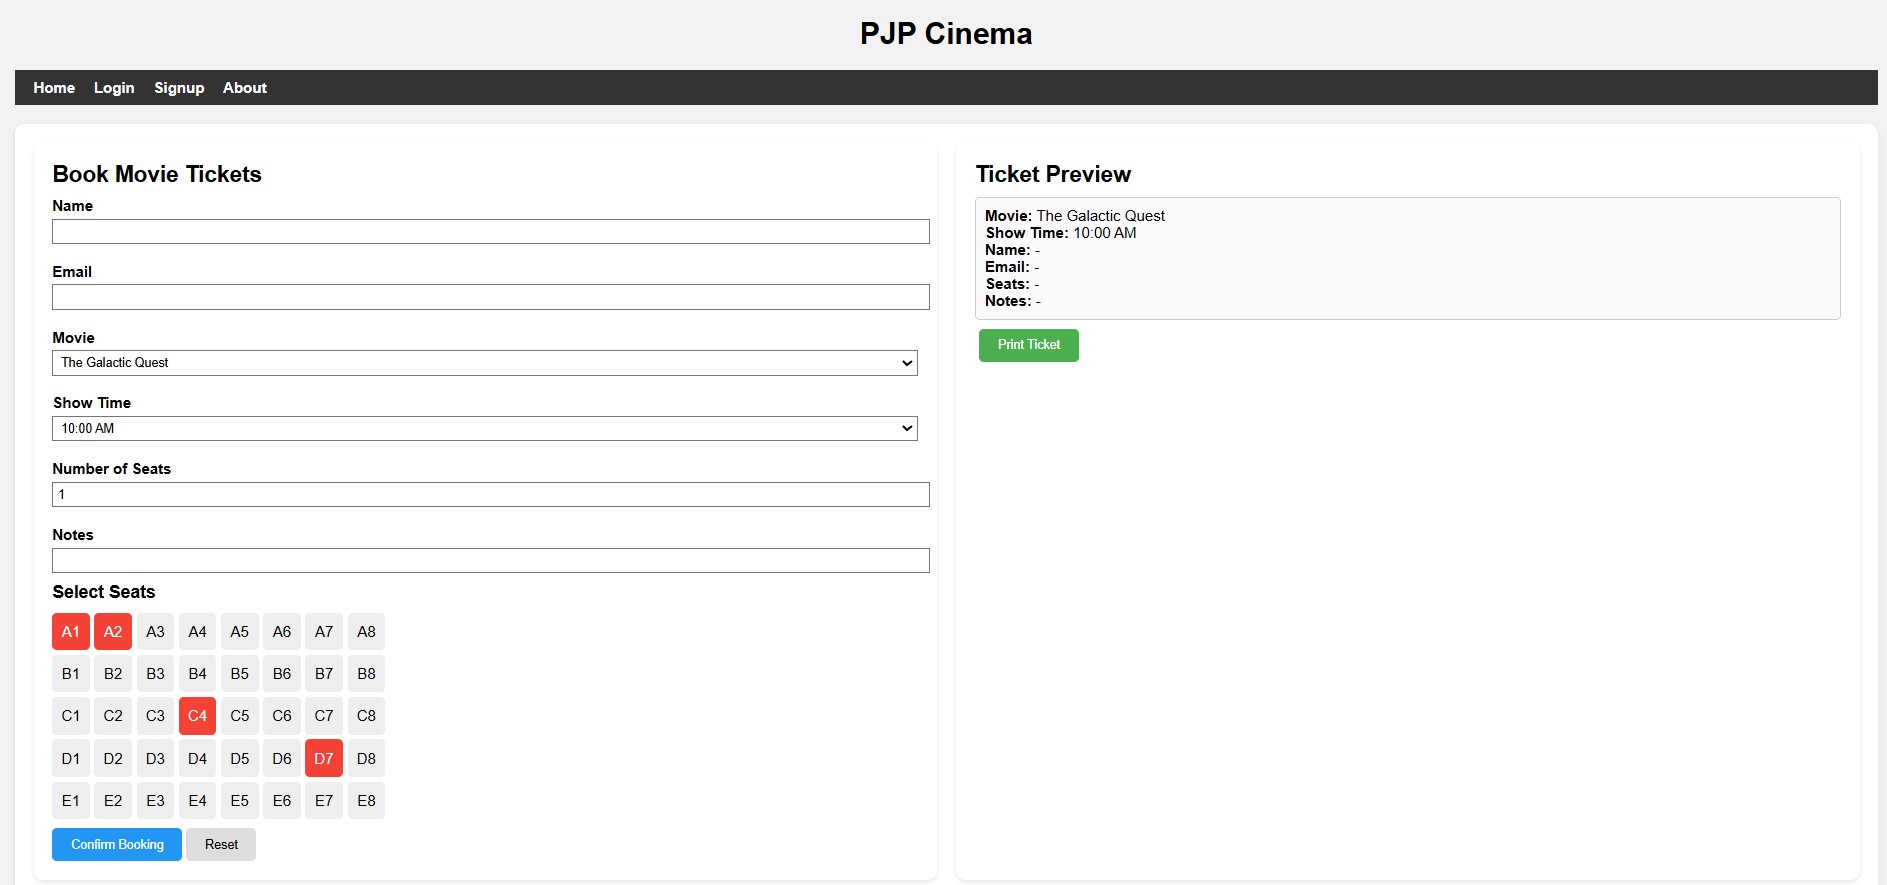 PJP Cinema
Home Login Signup About
Book Movie Tickets
Name
Email
Movie
The Galactic Quest
Show Time
10:00 AM
Number of Seats
1
Notes
Select Seats
A1 A2 A3 A4 A5 A6 A7 A8
B1 B2 B3 B4 B5 B6 B7 B8
C1 C2 C3 C4 C5 C6 C7 C8
D1 D2 D3 D4 D5 D6 D7 D8
E1 E2 E3 E4 E5 E6 E7 E8
Confirm Booking Reset
Ticket Preview
Movie: The Galactic Quest
Show Time: 10:00 AM
Name: -
Email: -
Seats: -
Notes: -
Print Ticket